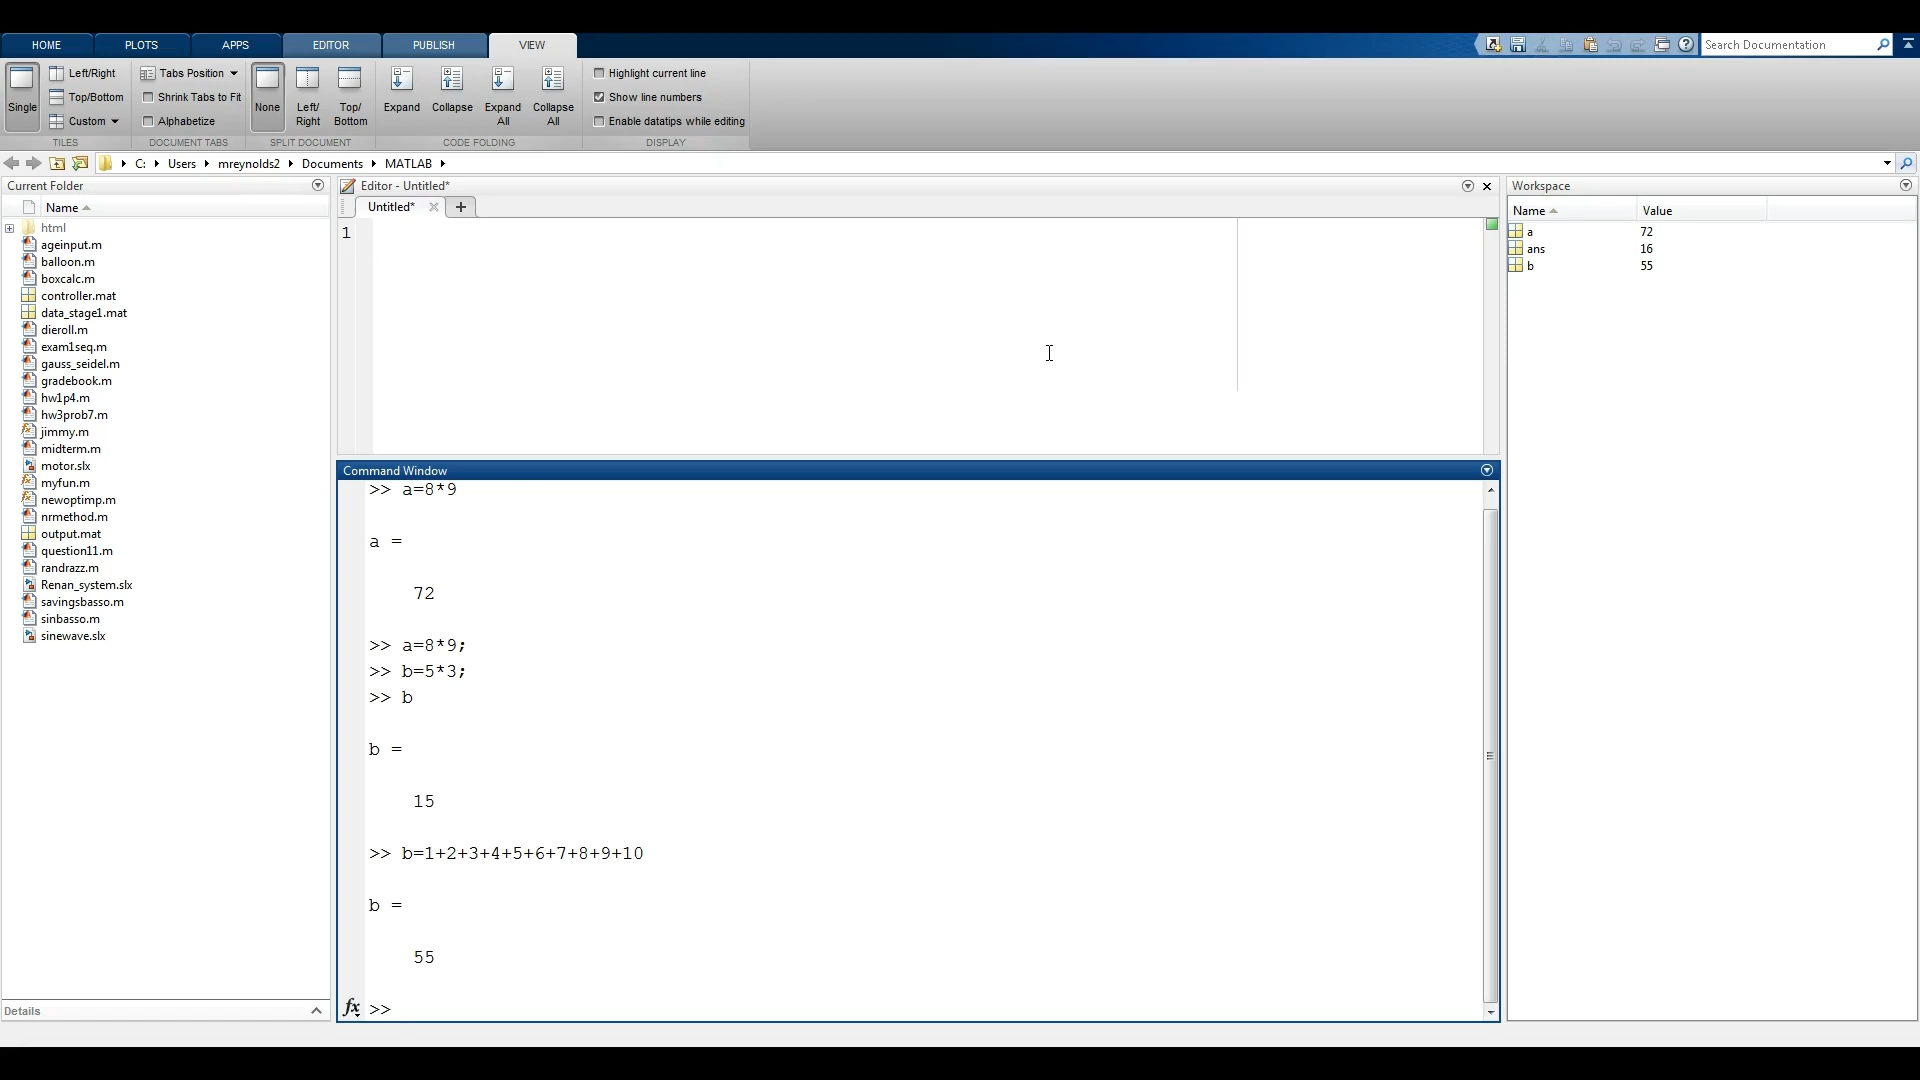 HOME PLOTS APPS EDITOR PUBLISH VIEW
Search Documentation
Single
Left/Right
Top/Bottom
Custom
TILES
Tabs Position
Shrink Tabs to Fit
Alphabetize
DOCUMENT TABS
None
Left/
Right
Top/
Bottom
SPLIT DOCUMENT
Expand
Collapse
Expand
All
Collapse
All
CODE FOLDING
Highlight current line
Show line numbers
Enable datatips while editing
DISPLAY
C: Users mreynolds2 Documents MATLAB
Current Folder
Name
html
ageinput.m
balloon.m
boxcalc.m
controller.mat
data_stage1.mat
dieroll.m
exam1seq.m
gauss_seidel.m
gradebook.m
hw1p4.m
hw3prob7.m
jimmy.m
midterm.m
motor.slx
myfun.m
newoptimp.m
nrmethod.m
output.mat
question11.m
randrazz.m
Renan_system.slx
savingsbasso.m
sinbasso.m
sinewave.slx
Details
Editor - Untitled*
Untitled*
1
Command Window
>> a=8*9
a =
72
>> a=8*9;
>> b=5*3;
>> b
b =
15
>> b=1+2+3+4+5+6+7+8+9+10
b =
55
fx >>
Workspace
Name Value
a 72
ans 16
b 55